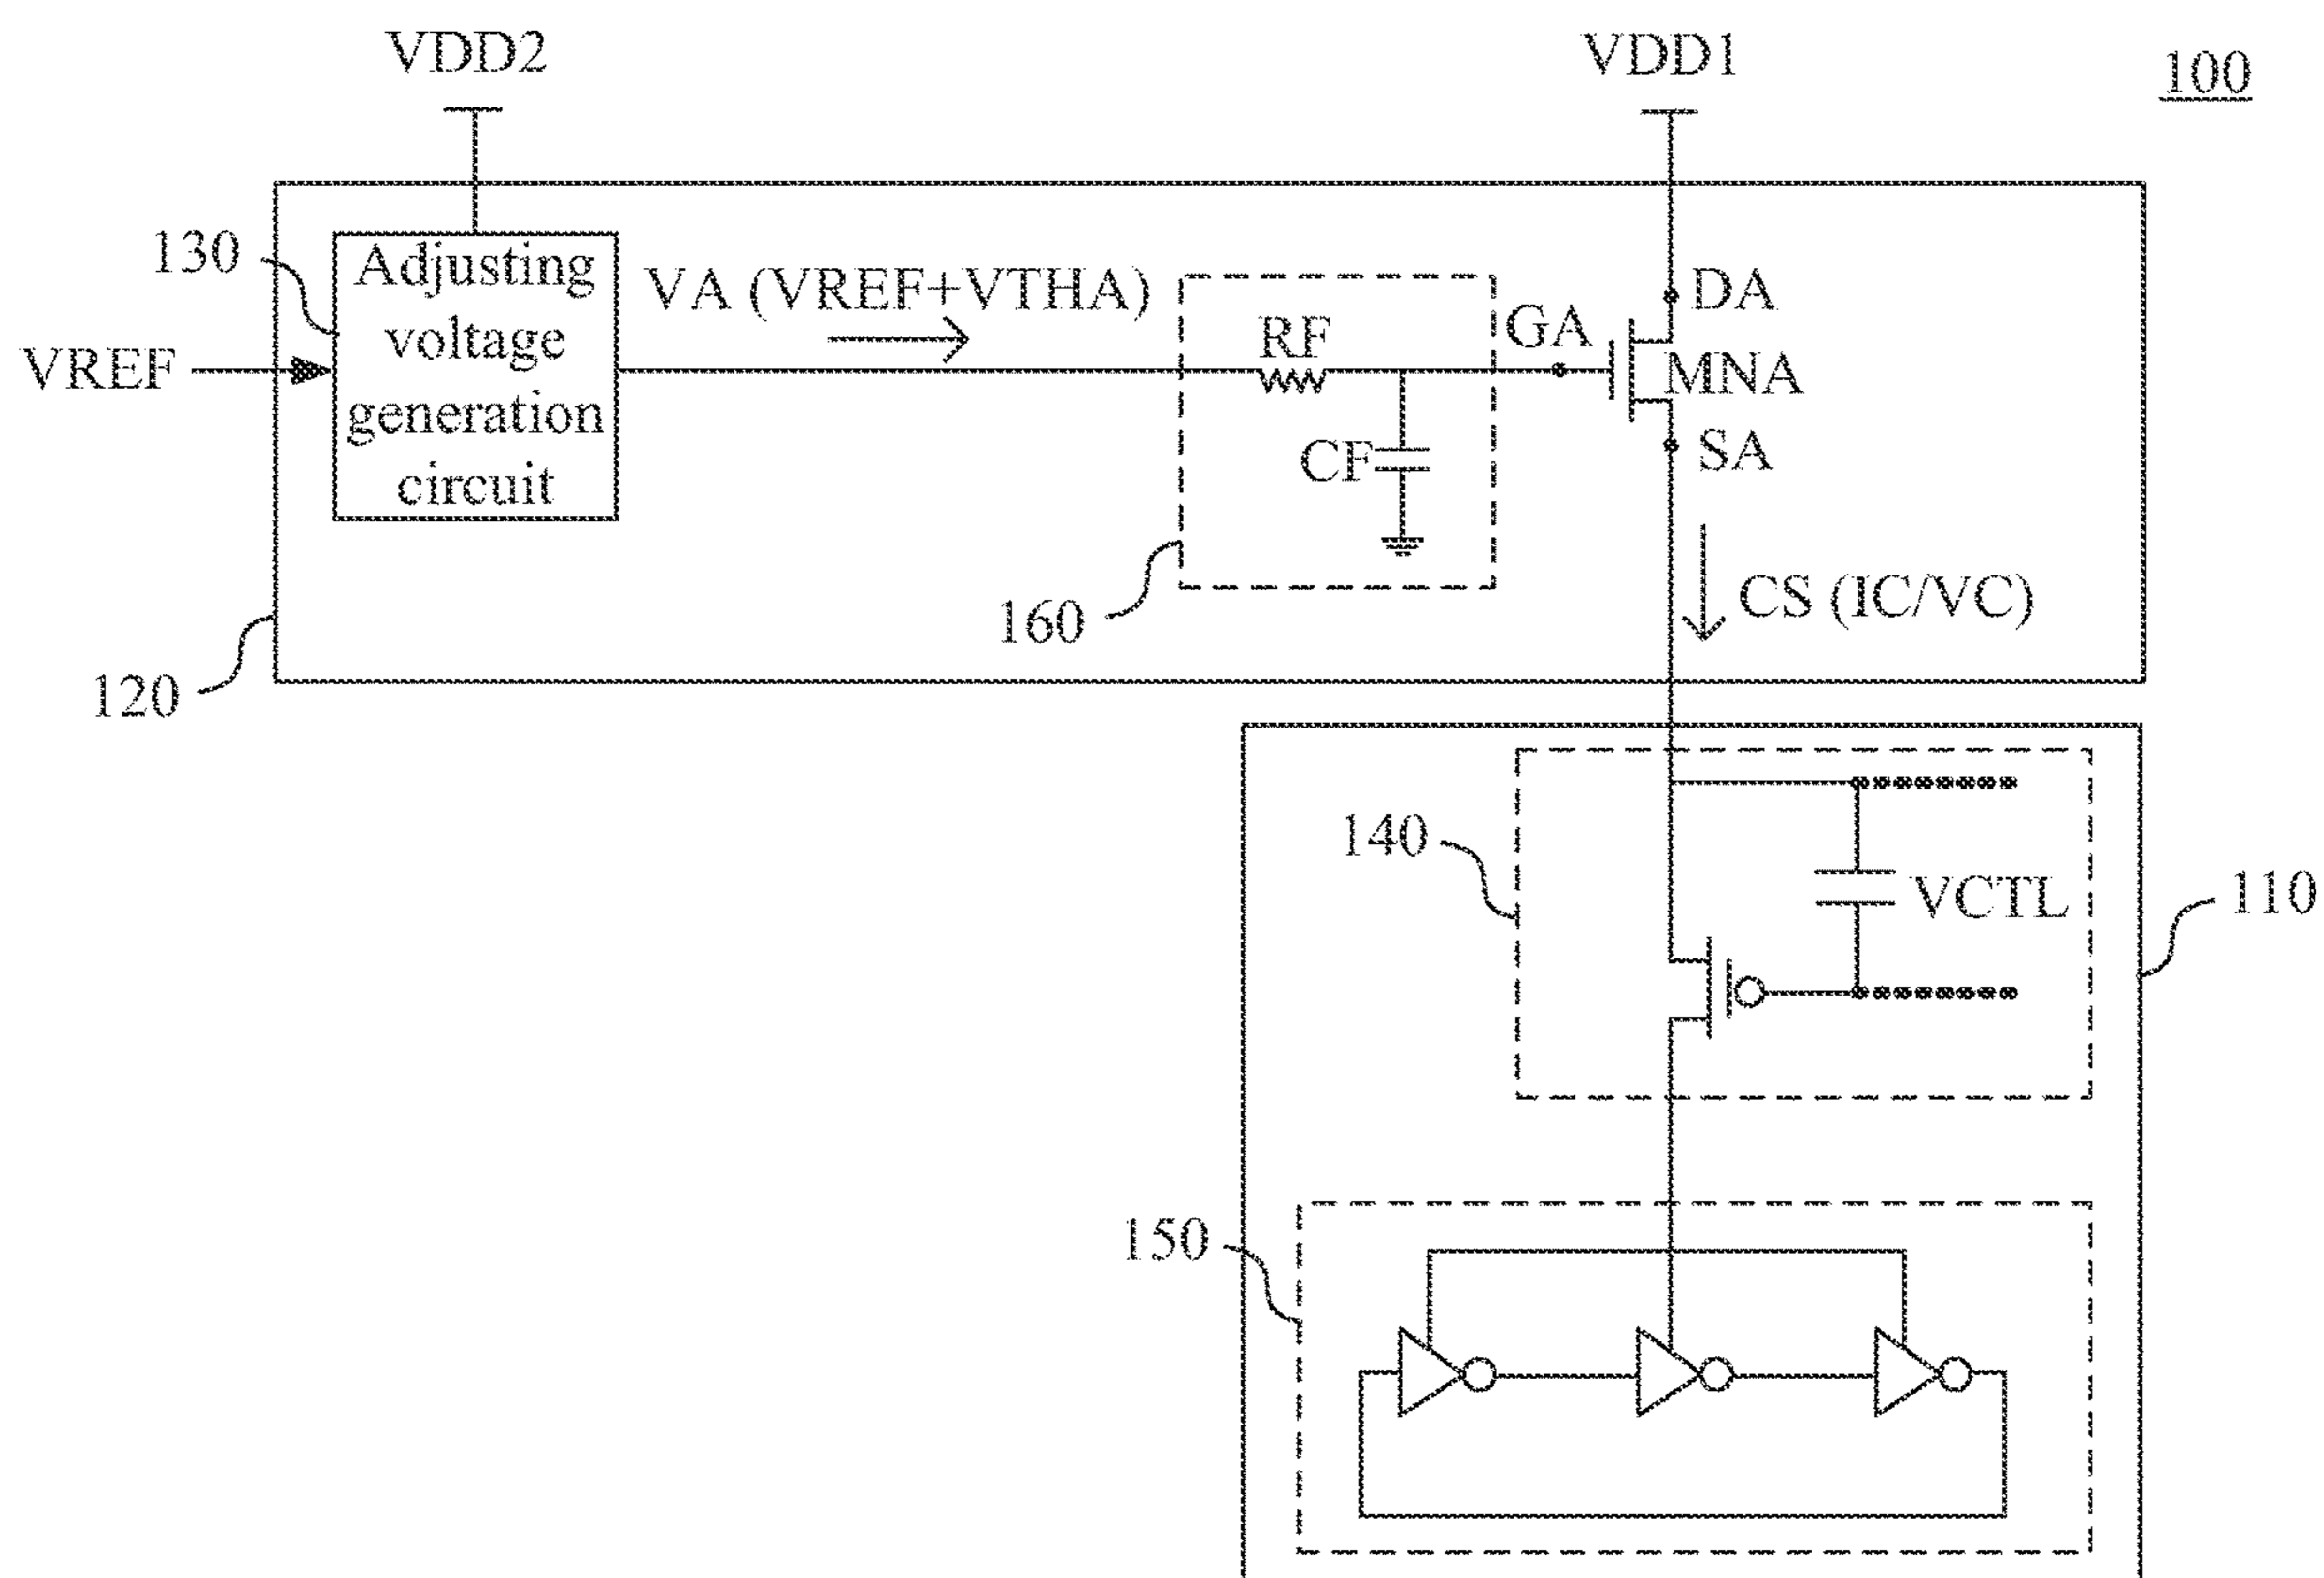 VDD2
VDD1
100
130
Adjusting
voltage
generation
circuit
VREF
VA (VREF+VTHA)
RF
CF
160
GA
DA
MNA
SA
CS (IC/VC)
120
140
VCTL
110
150